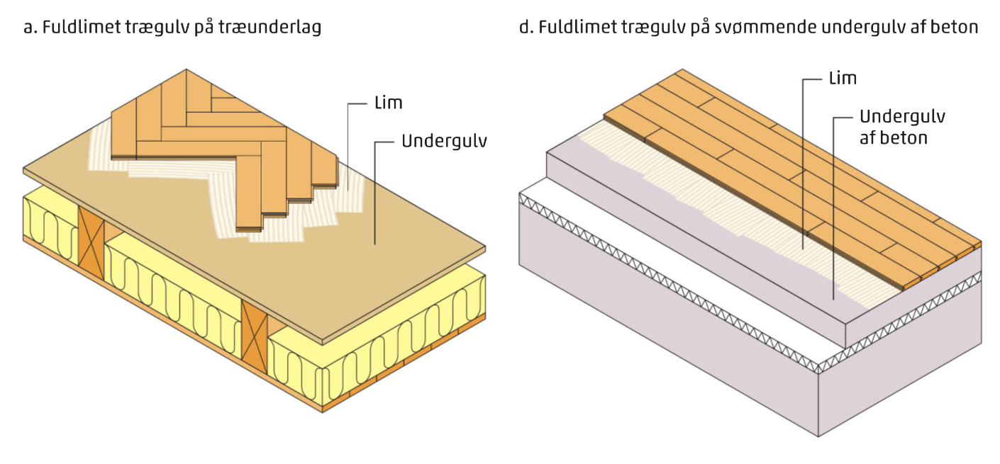 a. Fuldlimet trægulv på træunderlag
Lim
Undergulv
d. Fuldlimet trægulv på svømmende undergulv af beton
Lim
Undergulv
af beton